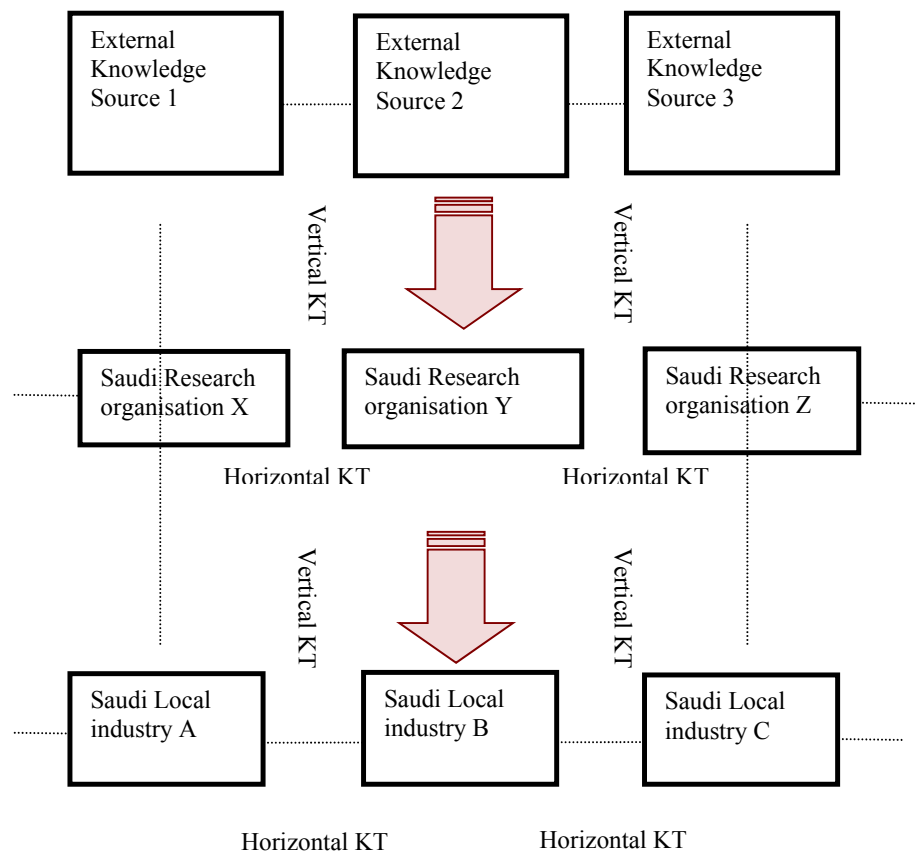 External
Knowledge
Source 1
External
Knowledge
Source 2
External
Knowledge
Source 3
Vertical KT
Vertical KT
Saudi Research
organisation X
Saudi Research
organisation Y
Saudi Research
organisation Z
Horizontal KT
Horizontal KT
Vertical KT
Vertical KT
Saudi Local
industry A
Saudi Local
industry B
Saudi Local
industry C
Horizontal KT
Horizontal KT